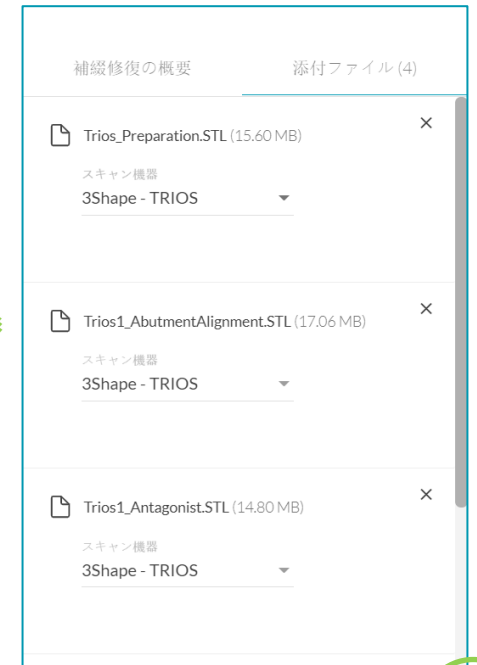 補綴修復の概要
添付ファイル (4)
Trios_Preparation.STL (15.60 MB)
スキャン機器
3Shape - TRIOS
Trios1_AbutmentAlignment.STL (17.06 MB)
スキャン機器
3Shape - TRIOS
Trios1_Antagonist.STL (14.80 MB)
スキャン機器
3Shape - TRIOS